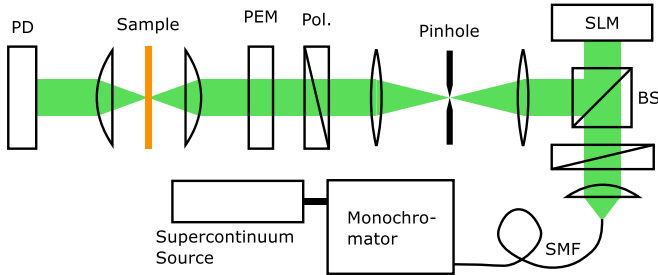 PD
Sample
PEM
Pol.
Pinhole
SLM
BS
Supercontinuum
Source
Monochro-
mator
SMF